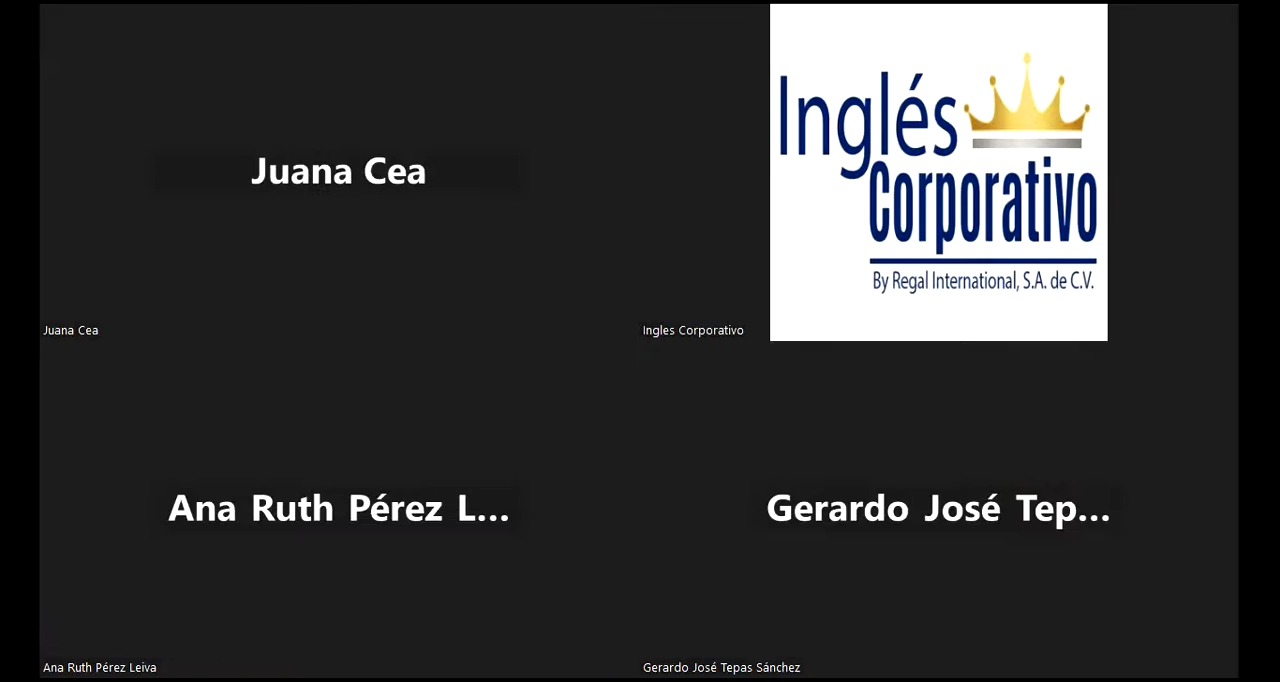 Juana Cea
Juana Cea
Inglés
Corporativo
By Regal International, S.A. de C.V.
Ingles Corporativo
Ana Ruth Pérez L...
Ana Ruth Pérez Leiva
Gerardo José Tep...
Gerardo José Tepas Sánchez